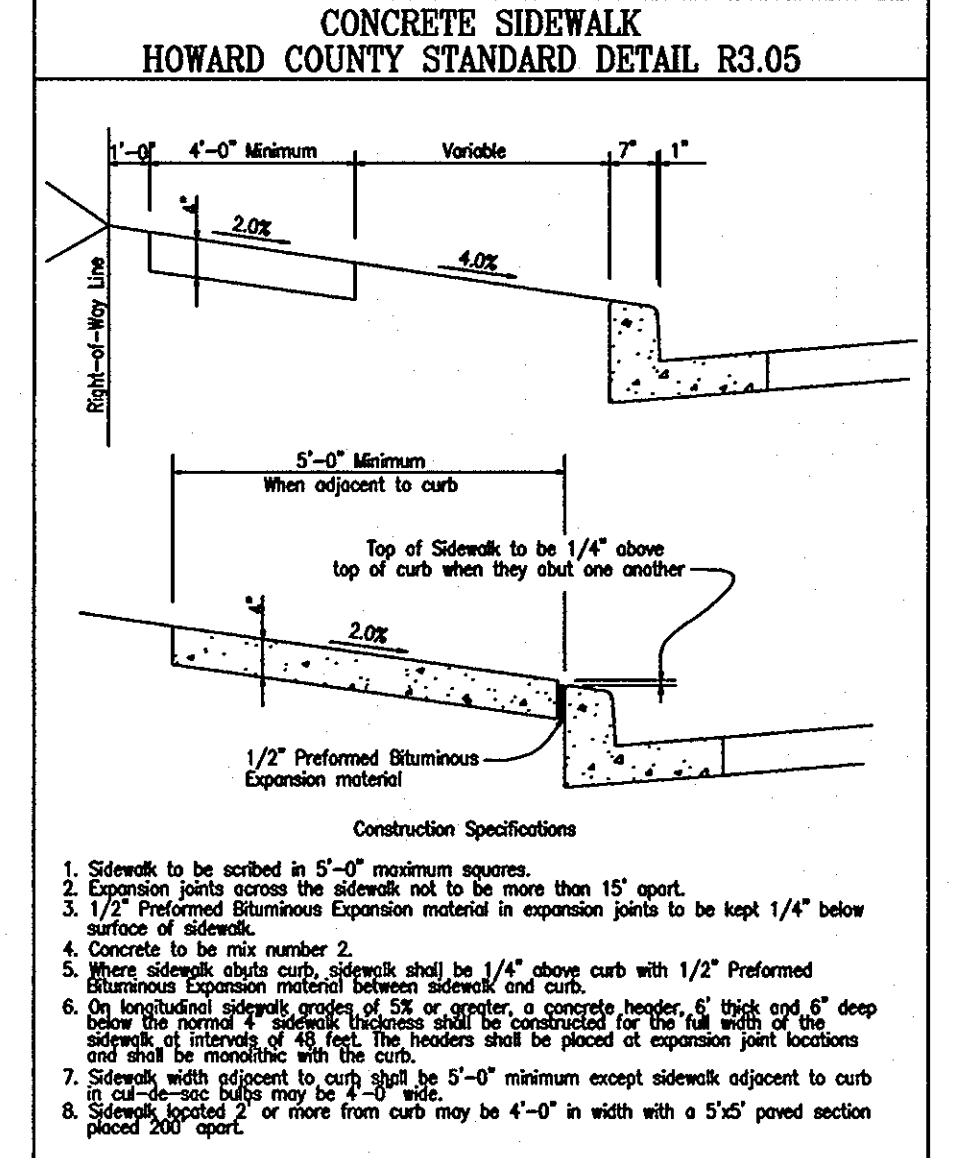 CONCRETE SIDEWALK
HOWARD COUNTY STANDARD DETAIL R3.05
1'-0" 4'-0" Minimum Variable 7" 1"
4"
2.0%
4.0%
Right-of-Way Line
5'-0" Minimum
When adjacent to curb
Top of Sidewalk to be 1/4" above
top of curb when they abut one another
4"
2.0%
1/2" Preformed Bituminous
Expansion material
Construction Specifications
1. Sidewalk to be scribed in 5'-0" maximum squares.
2. Expansion joints across the sidewalk not to be more than 15' apart.
3. 1/2" Preformed Bituminous Expansion material in expansion joints to be kept 1/4" below
surface of sidewalk.
4. Concrete to be mix number 2.
5. Where sidewalk abuts curb, sidewalk shall be 1/4" above curb with 1/2" Preformed
Bituminous Expansion material between sidewalk and curb.
6. On longitudinal sidewalk grades of 5% or greater, a concrete header, 6' thick and 6" deep
below the normal 4" sidewalk thickness shall be constructed for the full width of the
sidewalk at intervals of 48 feet. The headers shall be placed at expansion joint locations
and shall be monolithic with the curb.
7. Sidewalk width adjacent to curb shall be 5'-0" minimum except sidewalk adjacent to curb
in cul-de-sac bulbs may be 4'-0" wide.
8. Sidewalk located 2' or more from curb may be 4'-0" in width with a 5'x5' paved section
placed 200' apart.